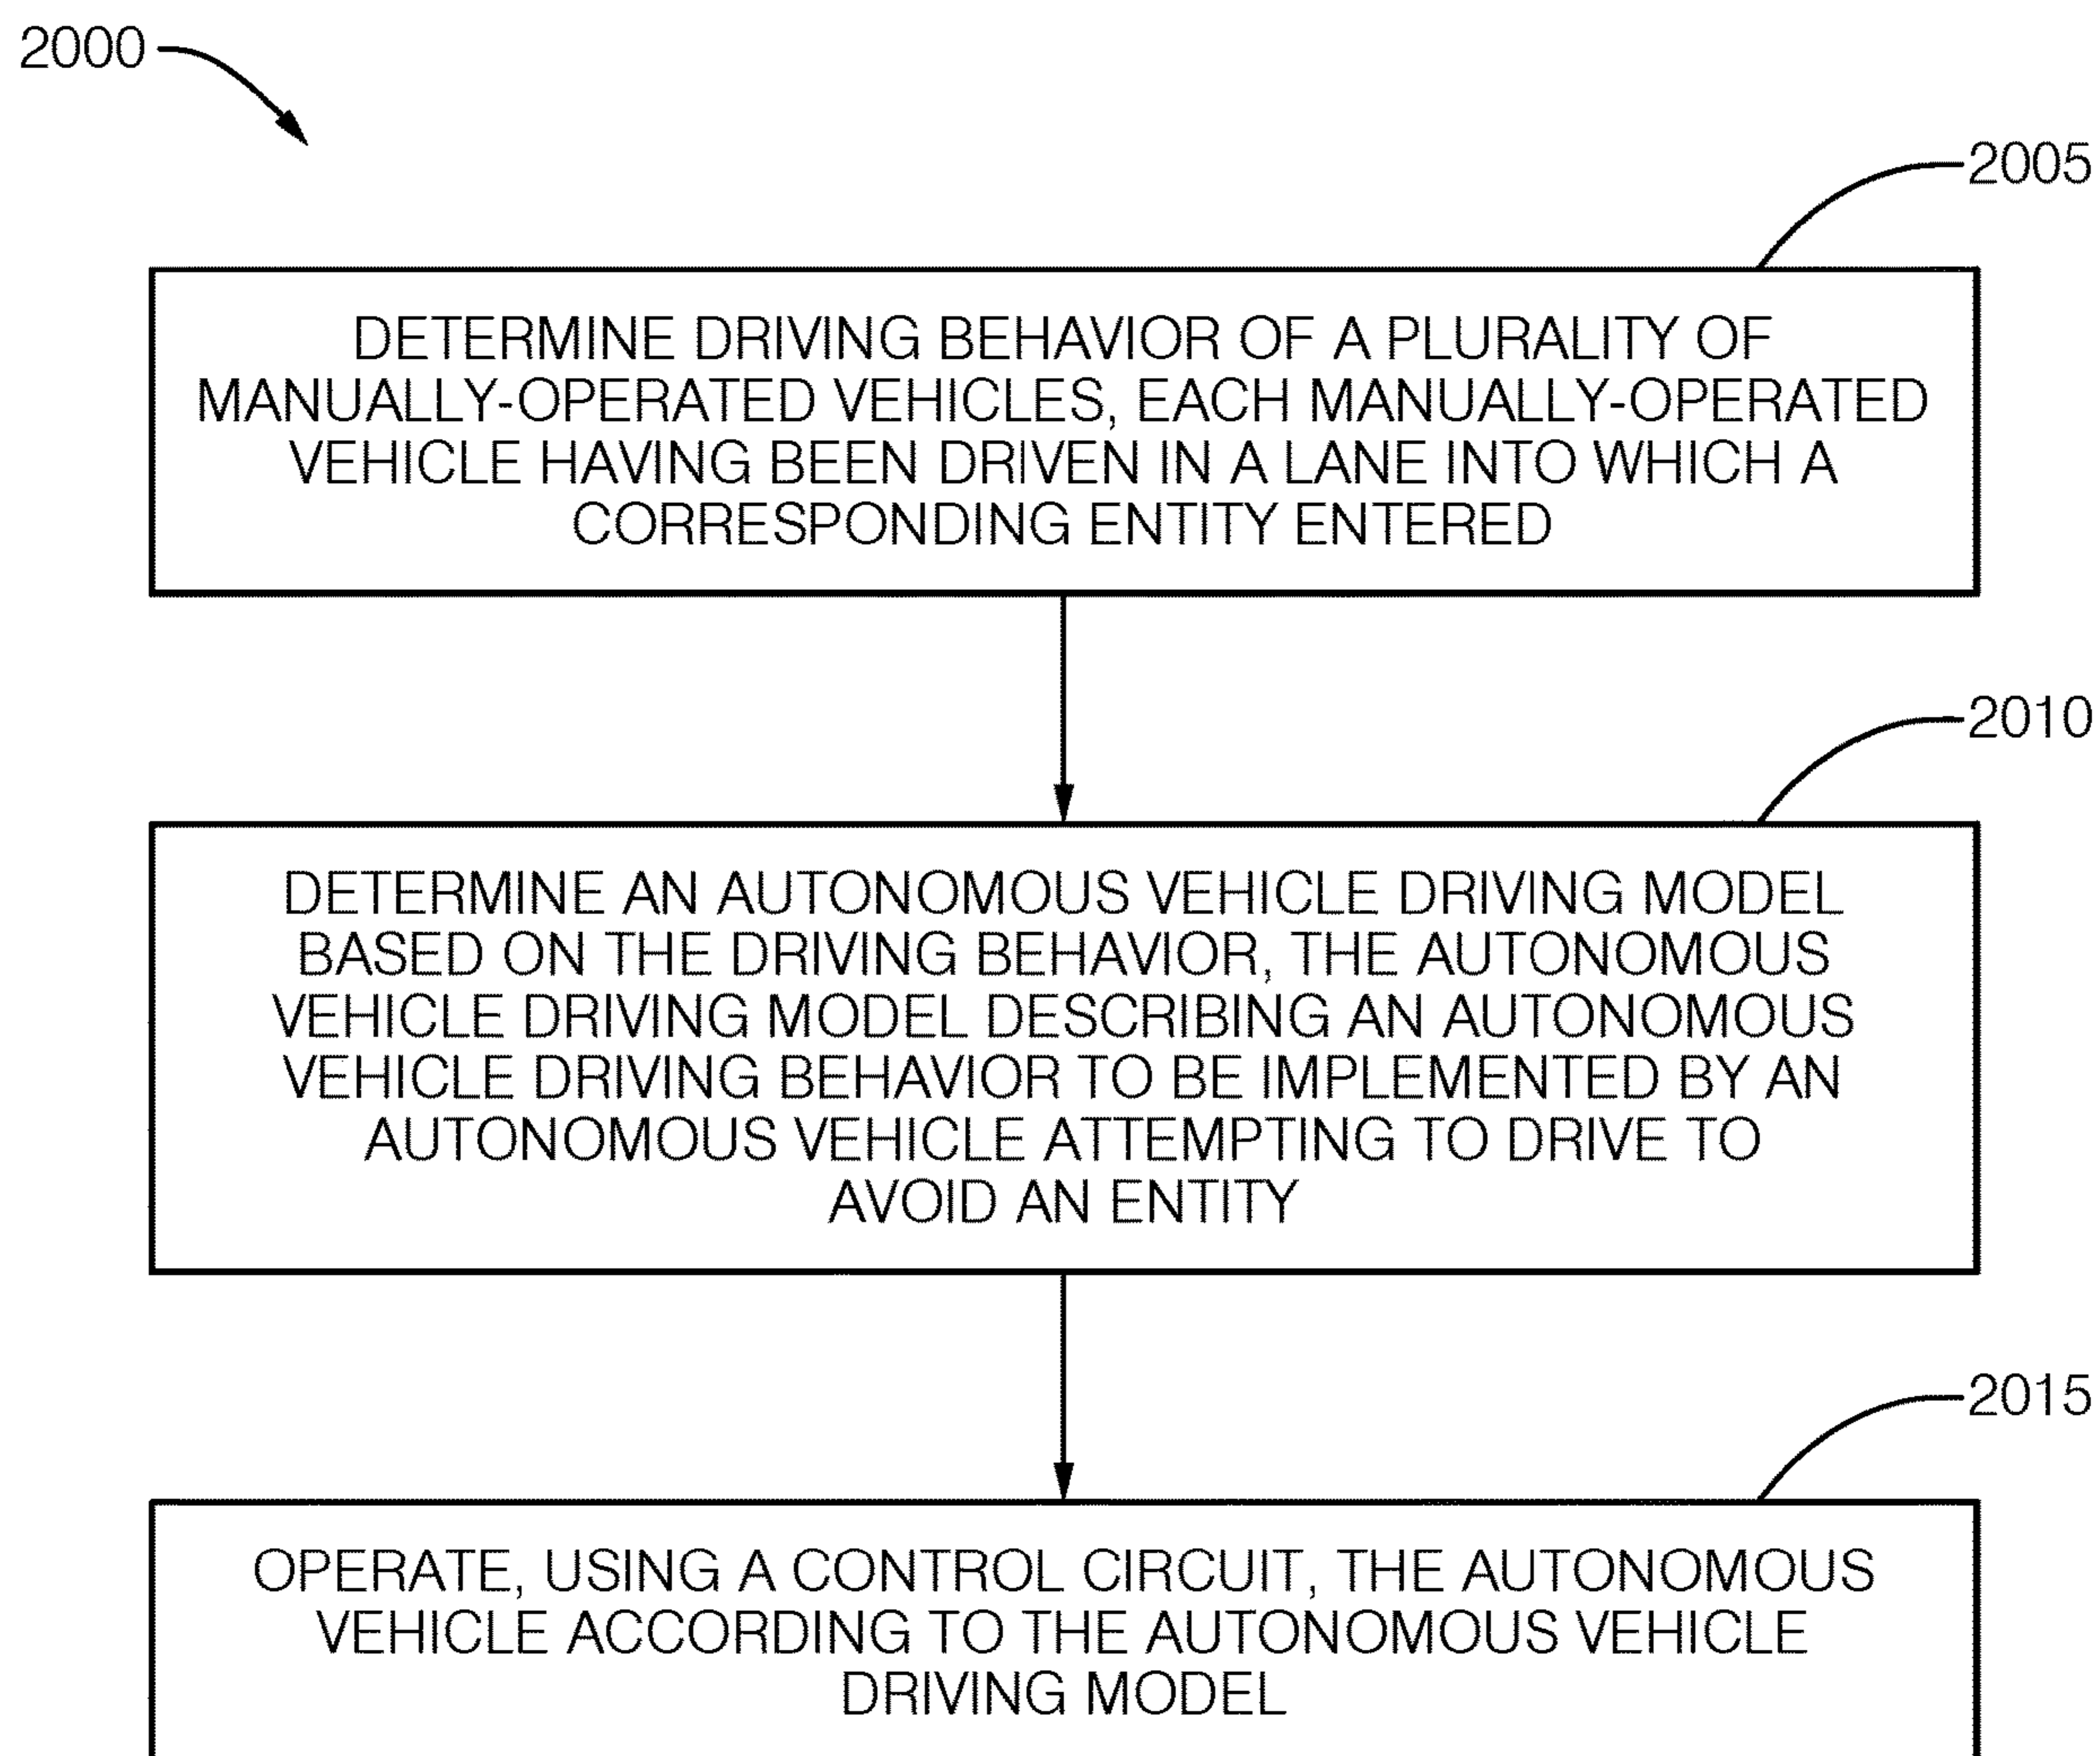 2000
2005
DETERMINE DRIVING BEHAVIOR OF A PLURALITY OF
MANUALLY-OPERATED VEHICLES, EACH MANUALLY-OPERATED
VEHICLE HAVING BEEN DRIVEN IN A LANE INTO WHICH A
CORRESPONDING ENTITY ENTERED
2010
DETERMINE AN AUTONOMOUS VEHICLE DRIVING MODEL
BASED ON THE DRIVING BEHAVIOR, THE AUTONOMOUS
VEHICLE DRIVING MODEL DESCRIBING AN AUTONOMOUS
VEHICLE DRIVING BEHAVIOR TO BE IMPLEMENTED BY AN
AUTONOMOUS VEHICLE ATTEMPTING TO DRIVE TO
AVOID AN ENTITY
2015
OPERATE, USING A CONTROL CIRCUIT, THE AUTONOMOUS
VEHICLE ACCORDING TO THE AUTONOMOUS VEHICLE
DRIVING MODEL